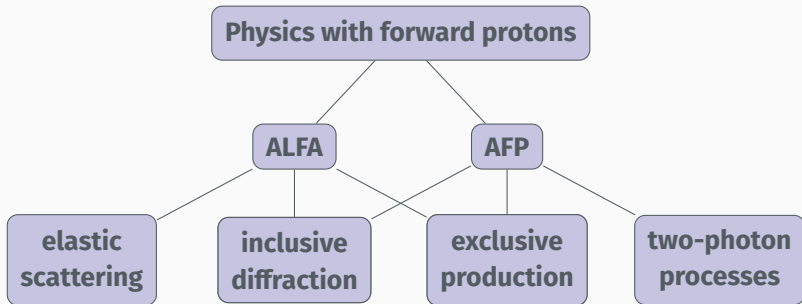 Physics with forward protons
ALFA
AFP
elastic
scattering
inclusive
diffraction
exclusive
production
two-photon
processes